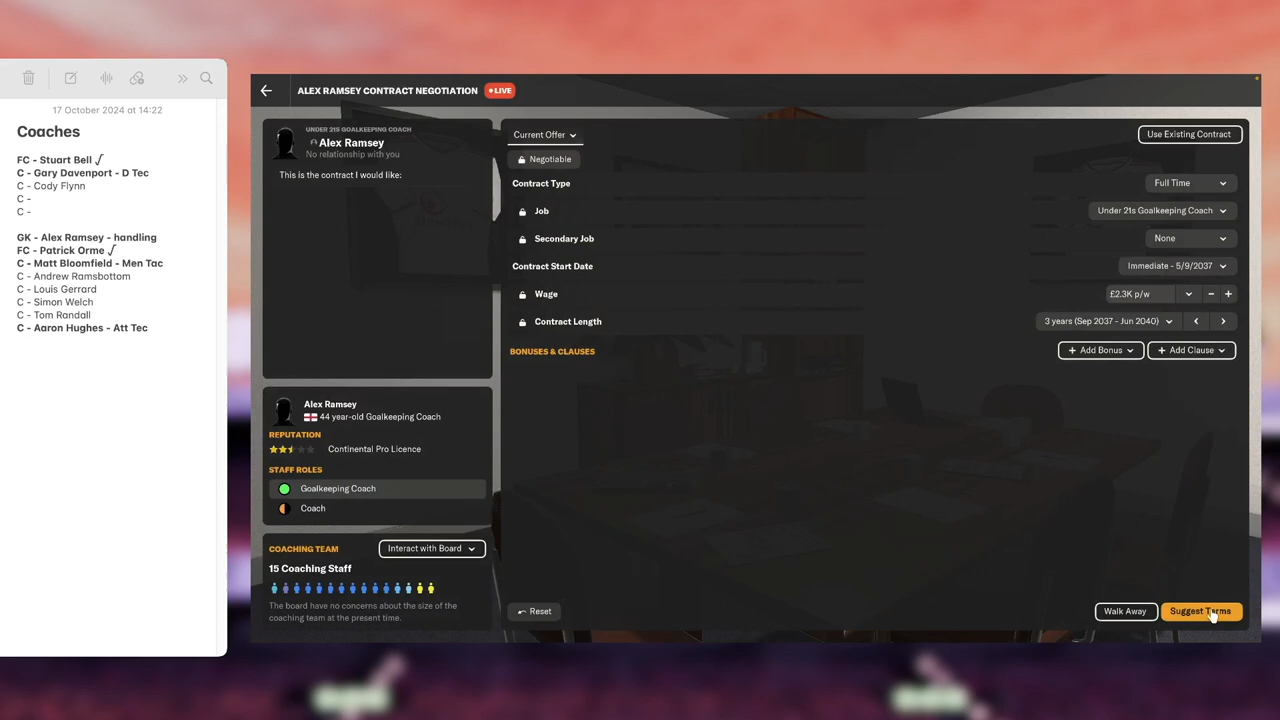 17 October 2024 at 14:22
Coaches
FC - Stuart Bell √
C - Gary Davenport - D Tec
C - Cody Flynn
C -
C -
GK - Alex Ramsey - handling
FC - Patrick Orme √
C - Matt Bloomfield - Men Tac
C - Andrew Ramsbottom
C - Louis Gerrard
C - Simon Welch
C - Tom Randall
C - Aaron Hughes - Att Tec
ALEX RAMSEY CONTRACT NEGOTIATION
LIVE
UNDER 21S GOALKEEPING COACH
Alex Ramsey
No relationship with you
This is the contract I would like:
Alex Ramsey
44 year-old Goalkeeping Coach
REPUTATION
Continental Pro Licence
STAFF ROLES
Goalkeeping Coach
Coach
COACHING TEAM
Interact with Board
15 Coaching Staff
The board have no concerns about the size of the
coaching team at the present time.
Current Offer
Use Existing Contract
Negotiable
Contract Type
Full Time
Job
Under 21s Goalkeeping Coach
Secondary Job
None
Contract Start Date
Immediate - 5/9/2037
Wage
£2.3K p/w
Contract Length
3 years (Sep 2037 - Jun 2040)
BONUSES & CLAUSES
+ Add Bonus
+ Add Clause
Reset
Walk Away
Suggest Terms